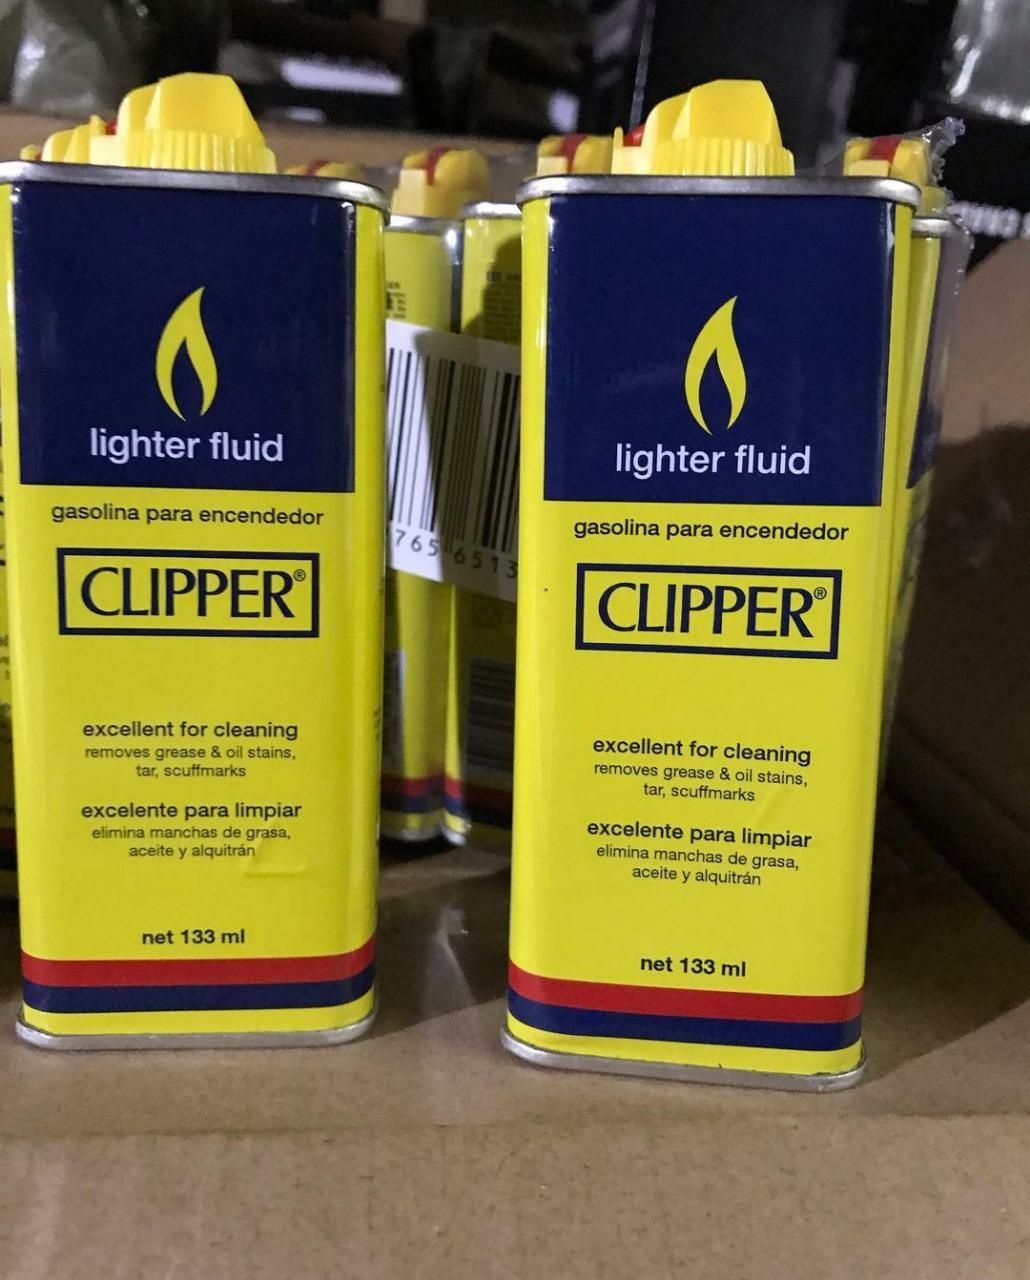 lighter fluid
gasolina para encendedor
CLIPPER®
excellent for cleaning
removes grease & oil stains,
tar, scuffmarks
excelente para limpiar
elimina manchas de grasa,
aceite y alquitrán
net 133 ml
765 6513
lighter fluid
gasolina para encendedor
CLIPPER®
excellent for cleaning
removes grease & oil stains,
tar, scuffmarks
excelente para limpiar
elimina manchas de grasa,
aceite y alquitrán
net 133 ml